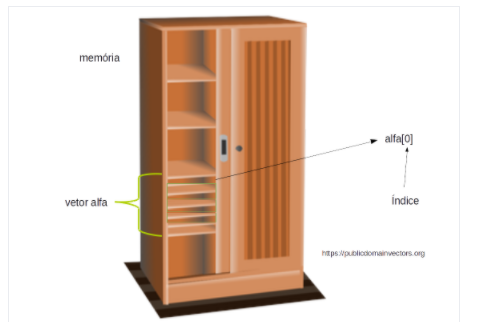 memória
alfa[0]
vetor alfa
Índice
https://publicdomainvectors.org